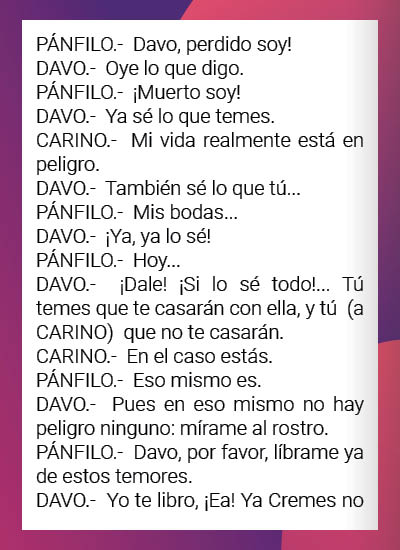 PÁNFILO.- Davo, perdido soy!
DAVO.- Oye lo que digo.
PÁNFILO.- ¡Muerto soy!
DAVO.- Ya sé lo que temes.
CARINO.- Mi vida realmente está en
peligro.
DAVO.- También sé lo que tú...
PÁNFILO.- Mis bodas...
DAVO.- ¡Ya, ya lo sé!
PÁNFILO.- Hoy...
DAVO.- ¡Dale! ¡Si lo sé todo!... Tú
temes que te casarán con ella, y tú (a
CARINO) que no te casarán.
CARINO.- En el caso estás.
PÁNFILO.- Eso mismo es.
DAVO.- Pues en eso mismo no hay
peligro ninguno: mírame al rostro.
PÁNFILO.- Davo, por favor, líbrame ya
de estos temores.
DAVO.- Yo te libro, ¡Ea! Ya Cremes no